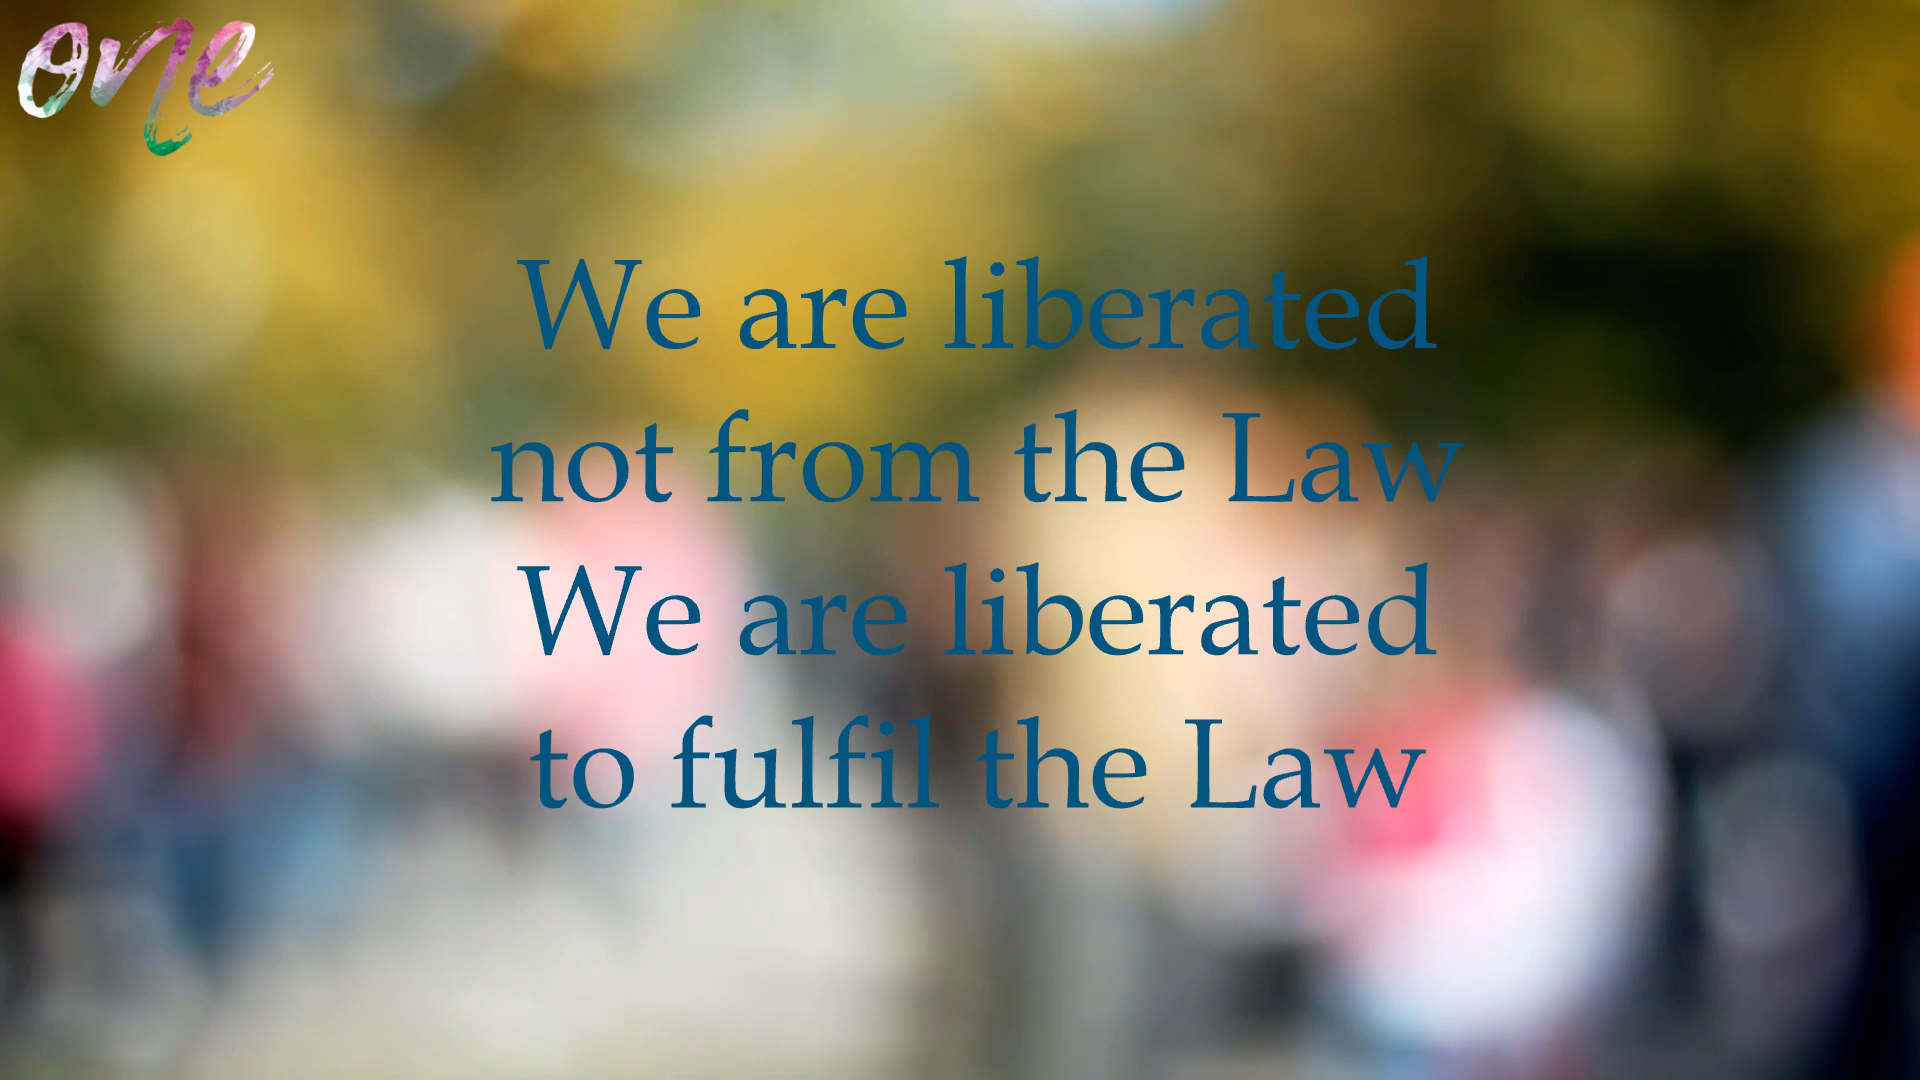 one
We are liberated
not from the Law
We are liberated
to fulfil the Law